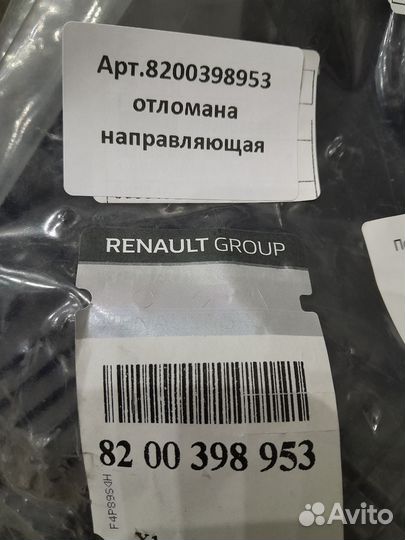 Арт.8200398953
отломана
направляющая
RENAULT GROUP
82 00 398 953
Avito